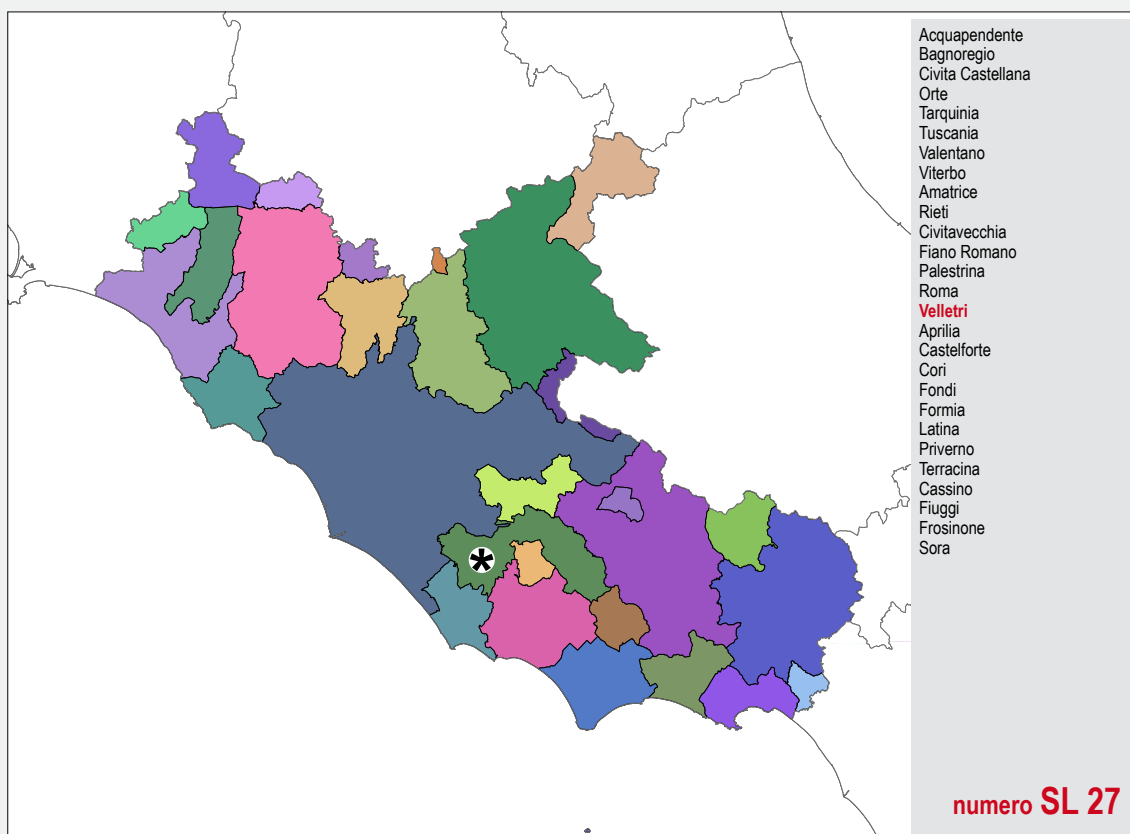 Acquapendente
Bagnoregio
Civita Castellana
Orte
Tarquinia
Tuscania
Valentano
Viterbo
Amatrice
Rieti
Civitavecchia
Fiano Romano
Palestrina
Roma
Velletri
Aprilia
Castelforte
Cori
Fondi
Formia
Latina
Priverno
Terracina
Cassino
Fiuggi
Frosinone
Sora
numero SL 27